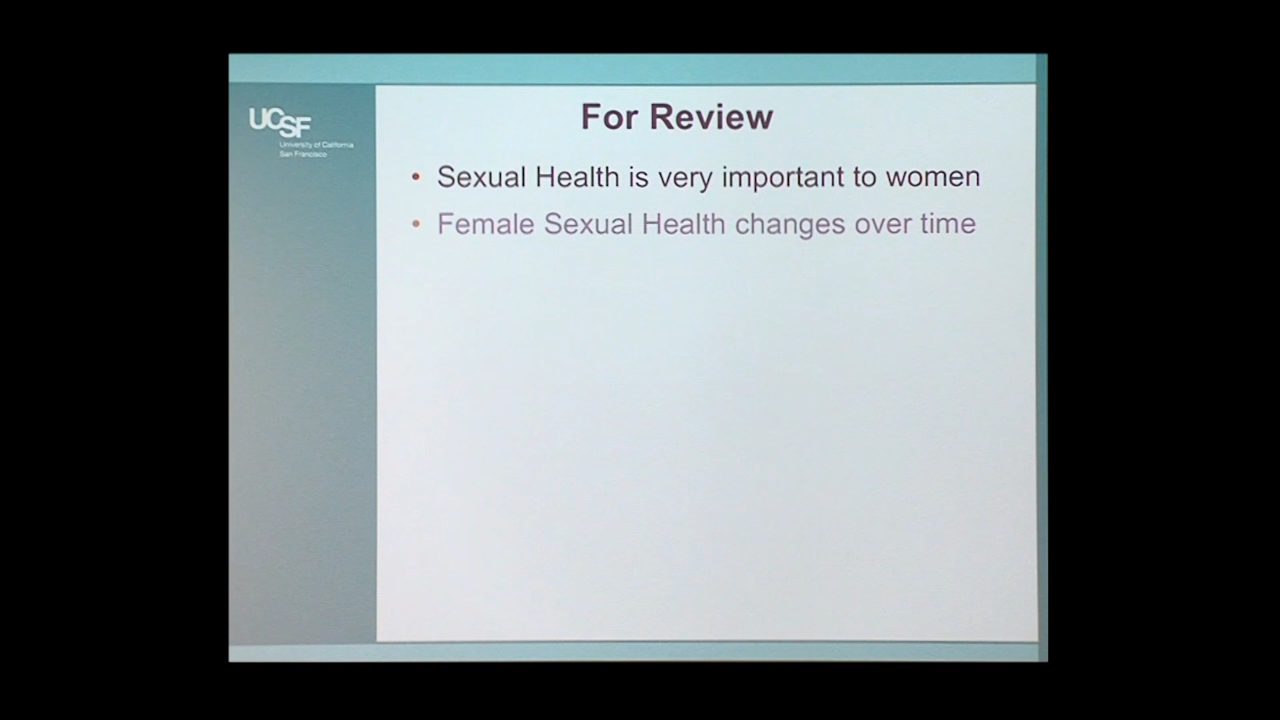 UCSF
University of California
San Francisco
For Review
• Sexual Health is very important to women
• Female Sexual Health changes over time